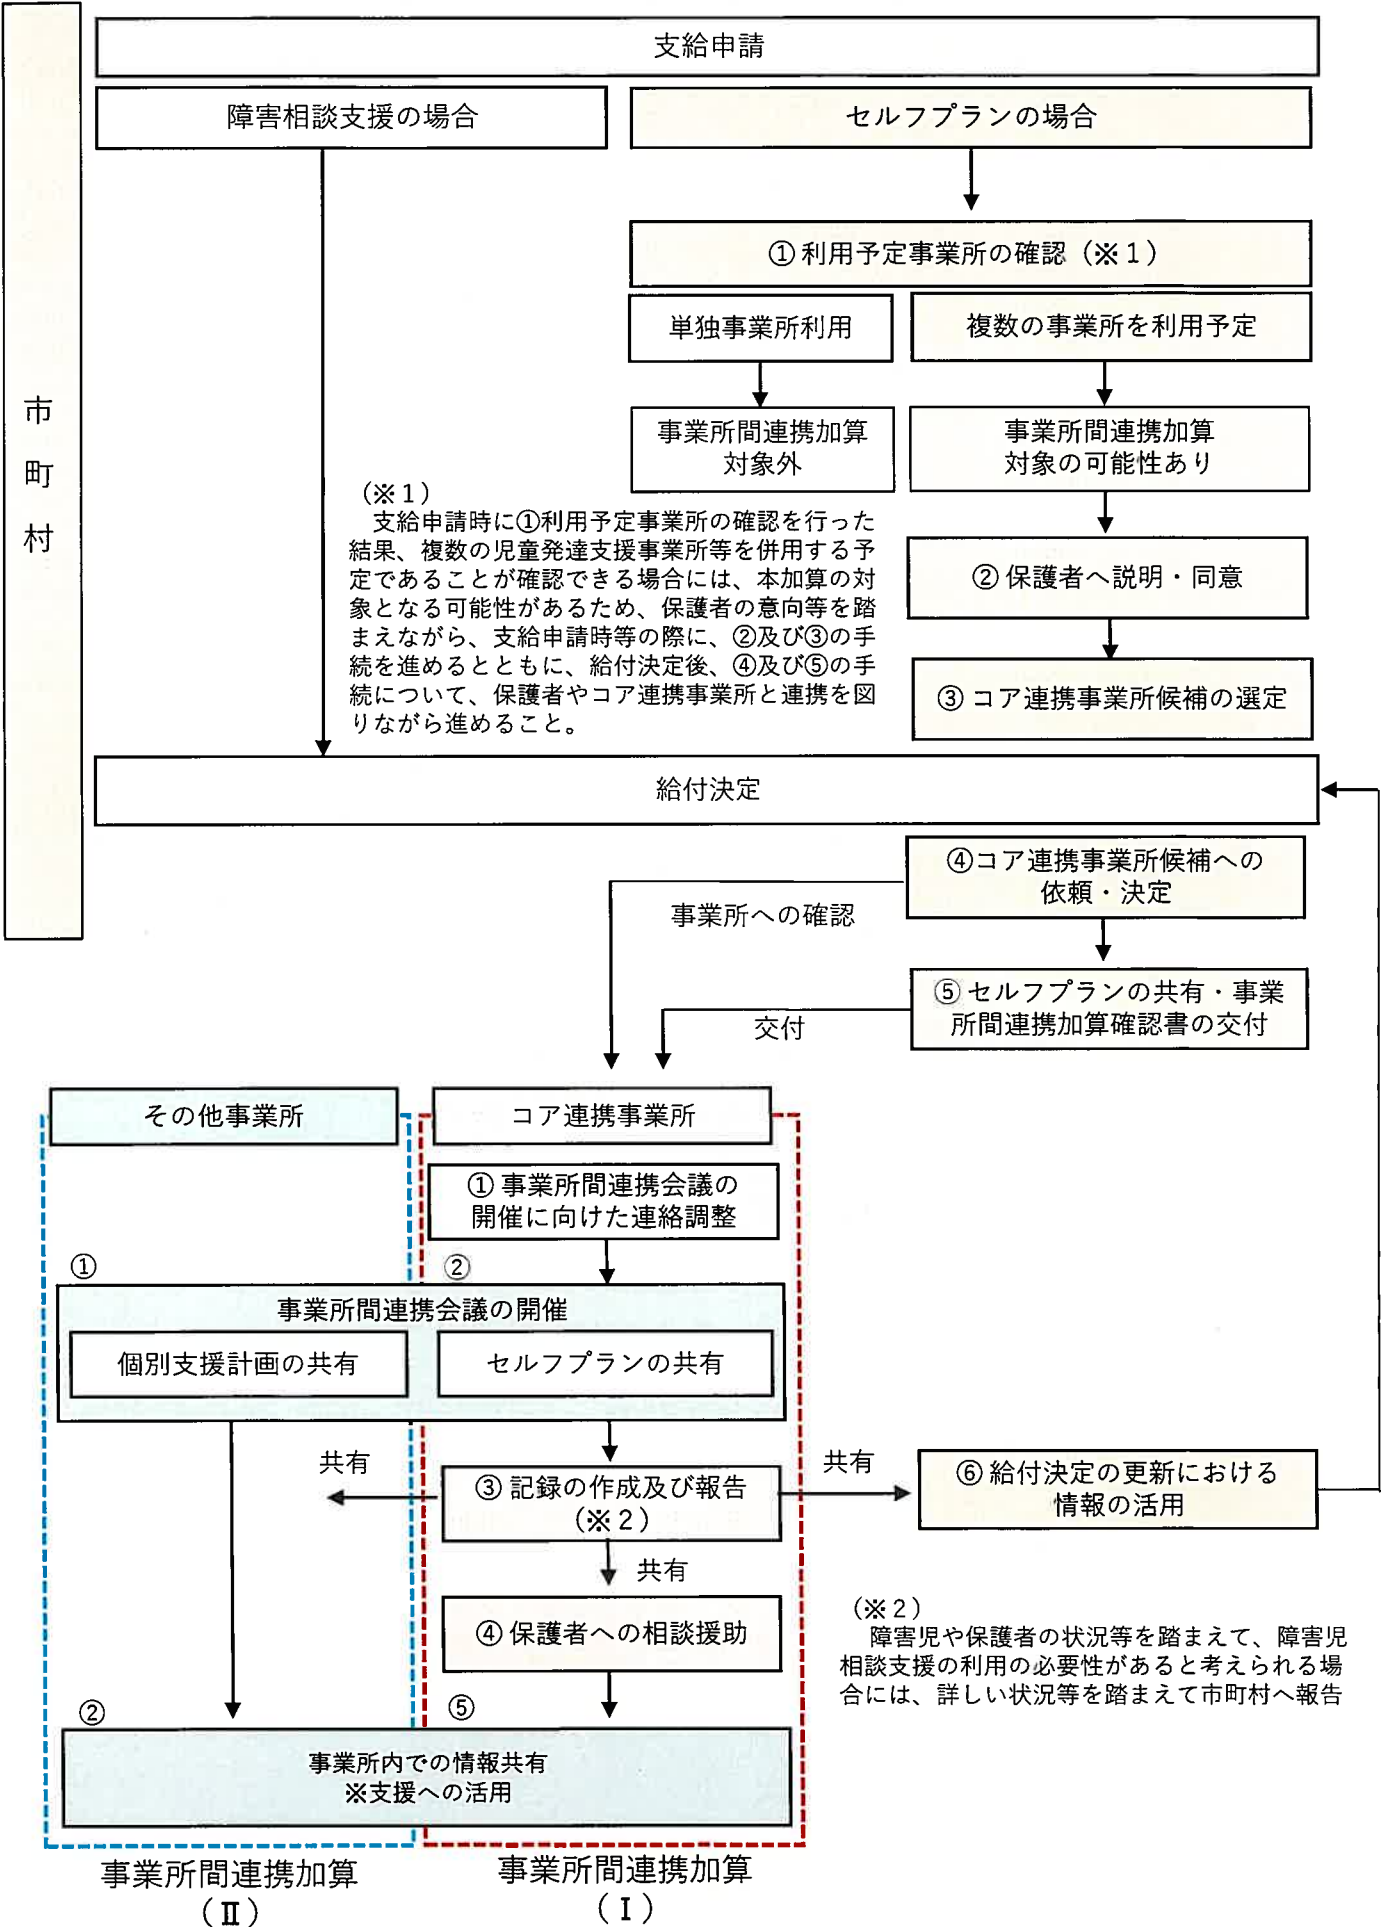 市町村
支給申請
障害相談支援の場合
セルフプランの場合
①利用予定事業所の確認（※１）
単独事業所利用
複数の事業所を利用予定
事業所間連携加算
対象外
事業所間連携加算
対象の可能性あり
（※１）
支給申請時に①利用予定事業所の確認を行った
結果、複数の児童発達支援事業所等を併用する予
定であることが確認できる場合には、本加算の対
象となる可能性があるため、保護者の意向等を踏
まえながら、支給申請時等の際に、②及び③の手
続を進めるとともに、給付決定後、④及び⑤の手
続について、保護者やコア連携事業所と連携を図
りながら進めること。
②保護者へ説明・同意
③コア連携事業所候補の選定
給付決定
④コア連携事業所候補への
依頼・決定
事業所への確認
⑤セルフプランの共有・事業
所間連携加算確認書の交付
交付
その他事業所
コア連携事業所
①事業所間連携会議の
開催に向けた連絡調整
①
②
事業所間連携会議の開催
個別支援計画の共有
セルフプランの共有
共有
③記録の作成及び報告
（※２）
共有
⑥給付決定の更新における
情報の活用
共有
④保護者への相談援助
（※２）
障害児や保護者の状況等を踏まえて、障害児
相談支援の利用の必要性があると考えられる場
合には、詳しい状況等を踏まえて市町村へ報告
②
⑤
事業所内での情報共有
※支援への活用
事業所間連携加算
（Ⅱ）
事業所間連携加算
（Ⅰ）